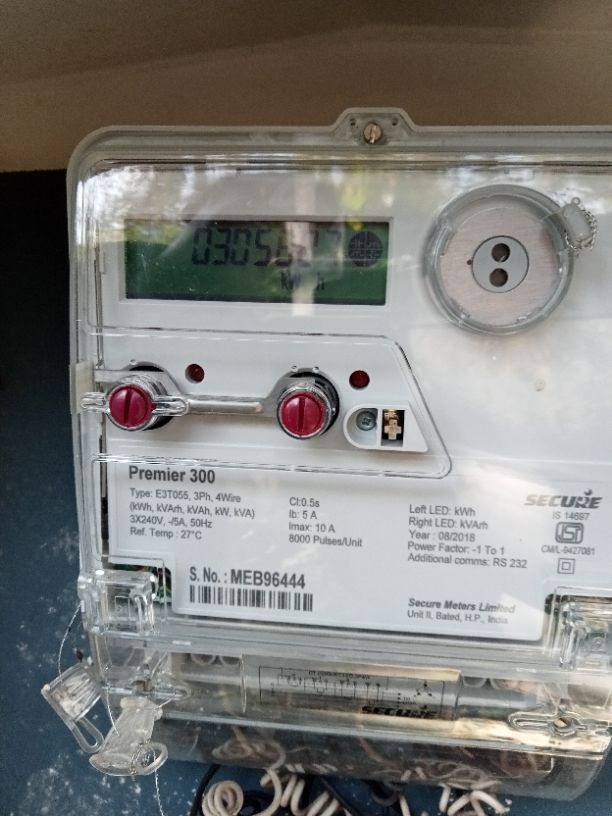 0305627
kW h
Premier 300
Type: E3T055, 3Ph, 4Wire
(kWh, kVArh, kVAh, kW, kVA)
3X240V, -/5A, 50Hz
Ref. Temp : 27°C
Cl:0.5s
Ib: 5 A
Imax: 10 A
8000 Pulses/Unit
Left LED: kWh
Right LED: kVArh
Year : 08/2018
Power Factor: -1 To 1
Additional comms: RS 232
SECURE
IS 14697
CM/L-9427081
S. No. : MEB96444
Secure Meters Limited
Unit II, Bated, H.P., India
SECURE